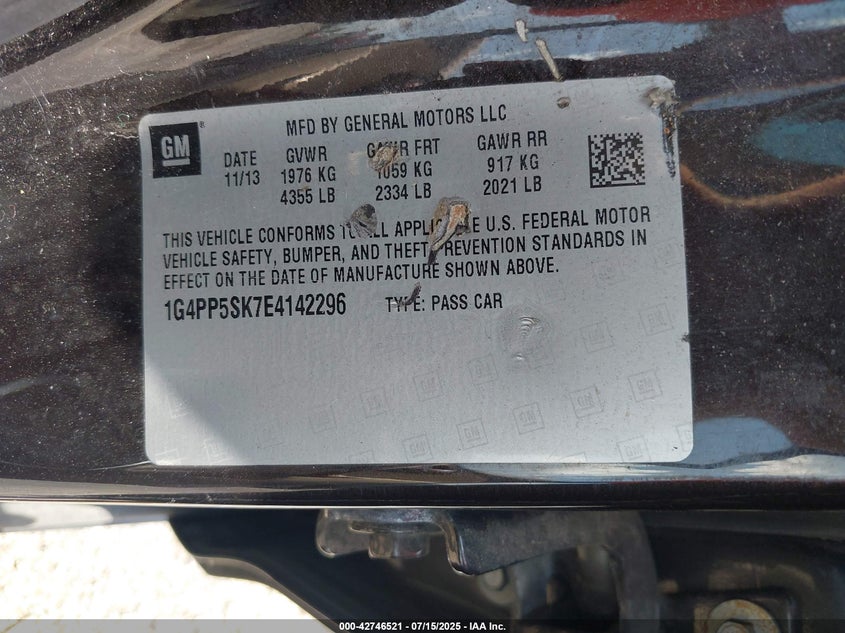 GM
MFD BY GENERAL MOTORS LLC
DATE GVWR GAWR FRT GAWR RR
11/13 1976 KG 1059 KG 917 KG
4355 LB 2334 LB 2021 LB
THIS VEHICLE CONFORMS TO ALL APPLICABLE U.S. FEDERAL MOTOR
VEHICLE SAFETY, BUMPER, AND THEFT PREVENTION STANDARDS IN
EFFECT ON THE DATE OF MANUFACTURE SHOWN ABOVE.
1G4PP5SK7E4142296 TYPE: PASS CAR
000-42746521 - 07/15/2025 - IAA Inc.